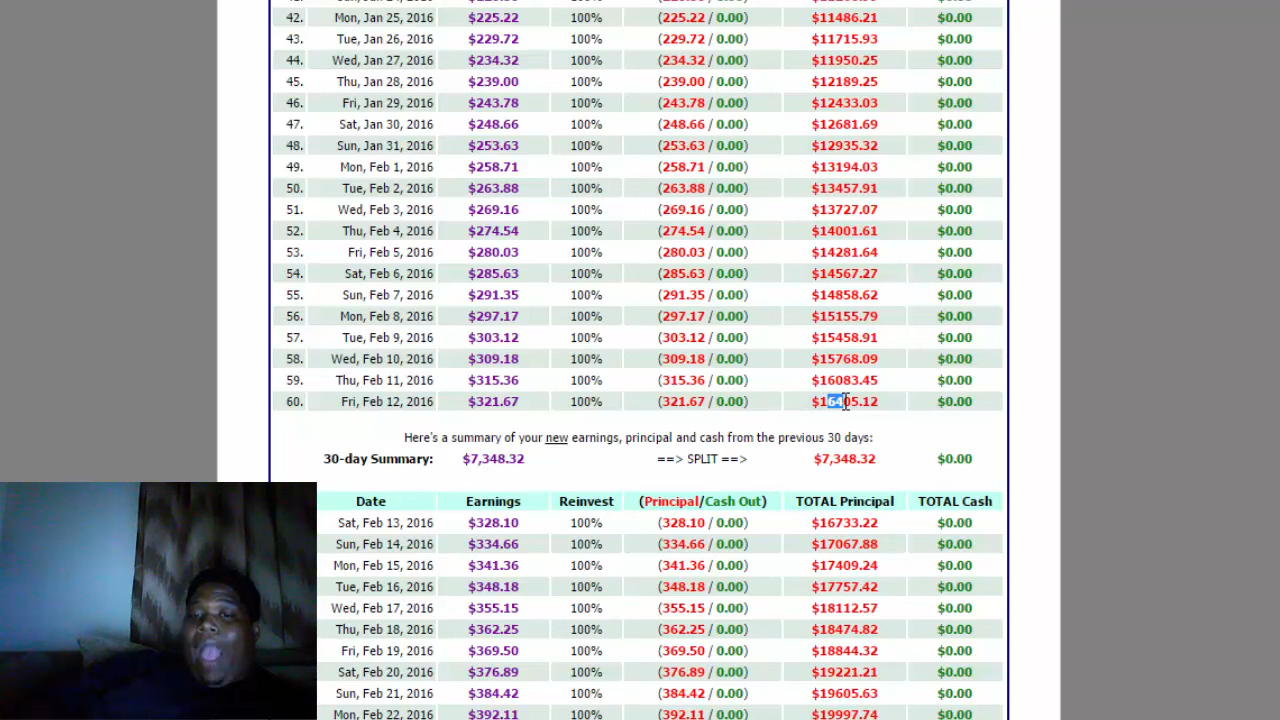 42. Mon, Jan 25, 2016 $225.22 100% (225.22 / 0.00) $11486.21 $0.00
43. Tue, Jan 26, 2016 $229.72 100% (229.72 / 0.00) $11715.93 $0.00
44. Wed, Jan 27, 2016 $234.32 100% (234.32 / 0.00) $11950.25 $0.00
45. Thu, Jan 28, 2016 $239.00 100% (239.00 / 0.00) $12189.25 $0.00
46. Fri, Jan 29, 2016 $243.78 100% (243.78 / 0.00) $12433.03 $0.00
47. Sat, Jan 30, 2016 $248.66 100% (248.66 / 0.00) $12681.69 $0.00
48. Sun, Jan 31, 2016 $253.63 100% (253.63 / 0.00) $12935.32 $0.00
49. Mon, Feb 1, 2016 $258.71 100% (258.71 / 0.00) $13194.03 $0.00
50. Tue, Feb 2, 2016 $263.88 100% (263.88 / 0.00) $13457.91 $0.00
51. Wed, Feb 3, 2016 $269.16 100% (269.16 / 0.00) $13727.07 $0.00
52. Thu, Feb 4, 2016 $274.54 100% (274.54 / 0.00) $14001.61 $0.00
53. Fri, Feb 5, 2016 $280.03 100% (280.03 / 0.00) $14281.64 $0.00
54. Sat, Feb 6, 2016 $285.63 100% (285.63 / 0.00) $14567.27 $0.00
55. Sun, Feb 7, 2016 $291.35 100% (291.35 / 0.00) $14858.62 $0.00
56. Mon, Feb 8, 2016 $297.17 100% (297.17 / 0.00) $15155.79 $0.00
57. Tue, Feb 9, 2016 $303.12 100% (303.12 / 0.00) $15458.91 $0.00
58. Wed, Feb 10, 2016 $309.18 100% (309.18 / 0.00) $15768.09 $0.00
59. Thu, Feb 11, 2016 $315.36 100% (315.36 / 0.00) $16083.45 $0.00
60. Fri, Feb 12, 2016 $321.67 100% (321.67 / 0.00) $16405.12 $0.00
Here's a summary of your new earnings, principal and cash from the previous 30 days:
30-day Summary: $7,348.32 ==> SPLIT ==> $7,348.32 $0.00
Date Earnings Reinvest (Principal/Cash Out) TOTAL Principal TOTAL Cash
Sat, Feb 13, 2016 $328.10 100% (328.10 / 0.00) $16733.22 $0.00
Sun, Feb 14, 2016 $334.66 100% (334.66 / 0.00) $17067.88 $0.00
Mon, Feb 15, 2016 $341.36 100% (341.36 / 0.00) $17409.24 $0.00
Tue, Feb 16, 2016 $348.18 100% (348.18 / 0.00) $17757.42 $0.00
Wed, Feb 17, 2016 $355.15 100% (355.15 / 0.00) $18112.57 $0.00
Thu, Feb 18, 2016 $362.25 100% (362.25 / 0.00) $18474.82 $0.00
Fri, Feb 19, 2016 $369.50 100% (369.50 / 0.00) $18844.32 $0.00
Sat, Feb 20, 2016 $376.89 100% (376.89 / 0.00) $19221.21 $0.00
Sun, Feb 21, 2016 $384.42 100% (384.42 / 0.00) $19605.63 $0.00
Mon, Feb 22, 2016 $392.11 100% (392.11 / 0.00) $19997.74 $0.00